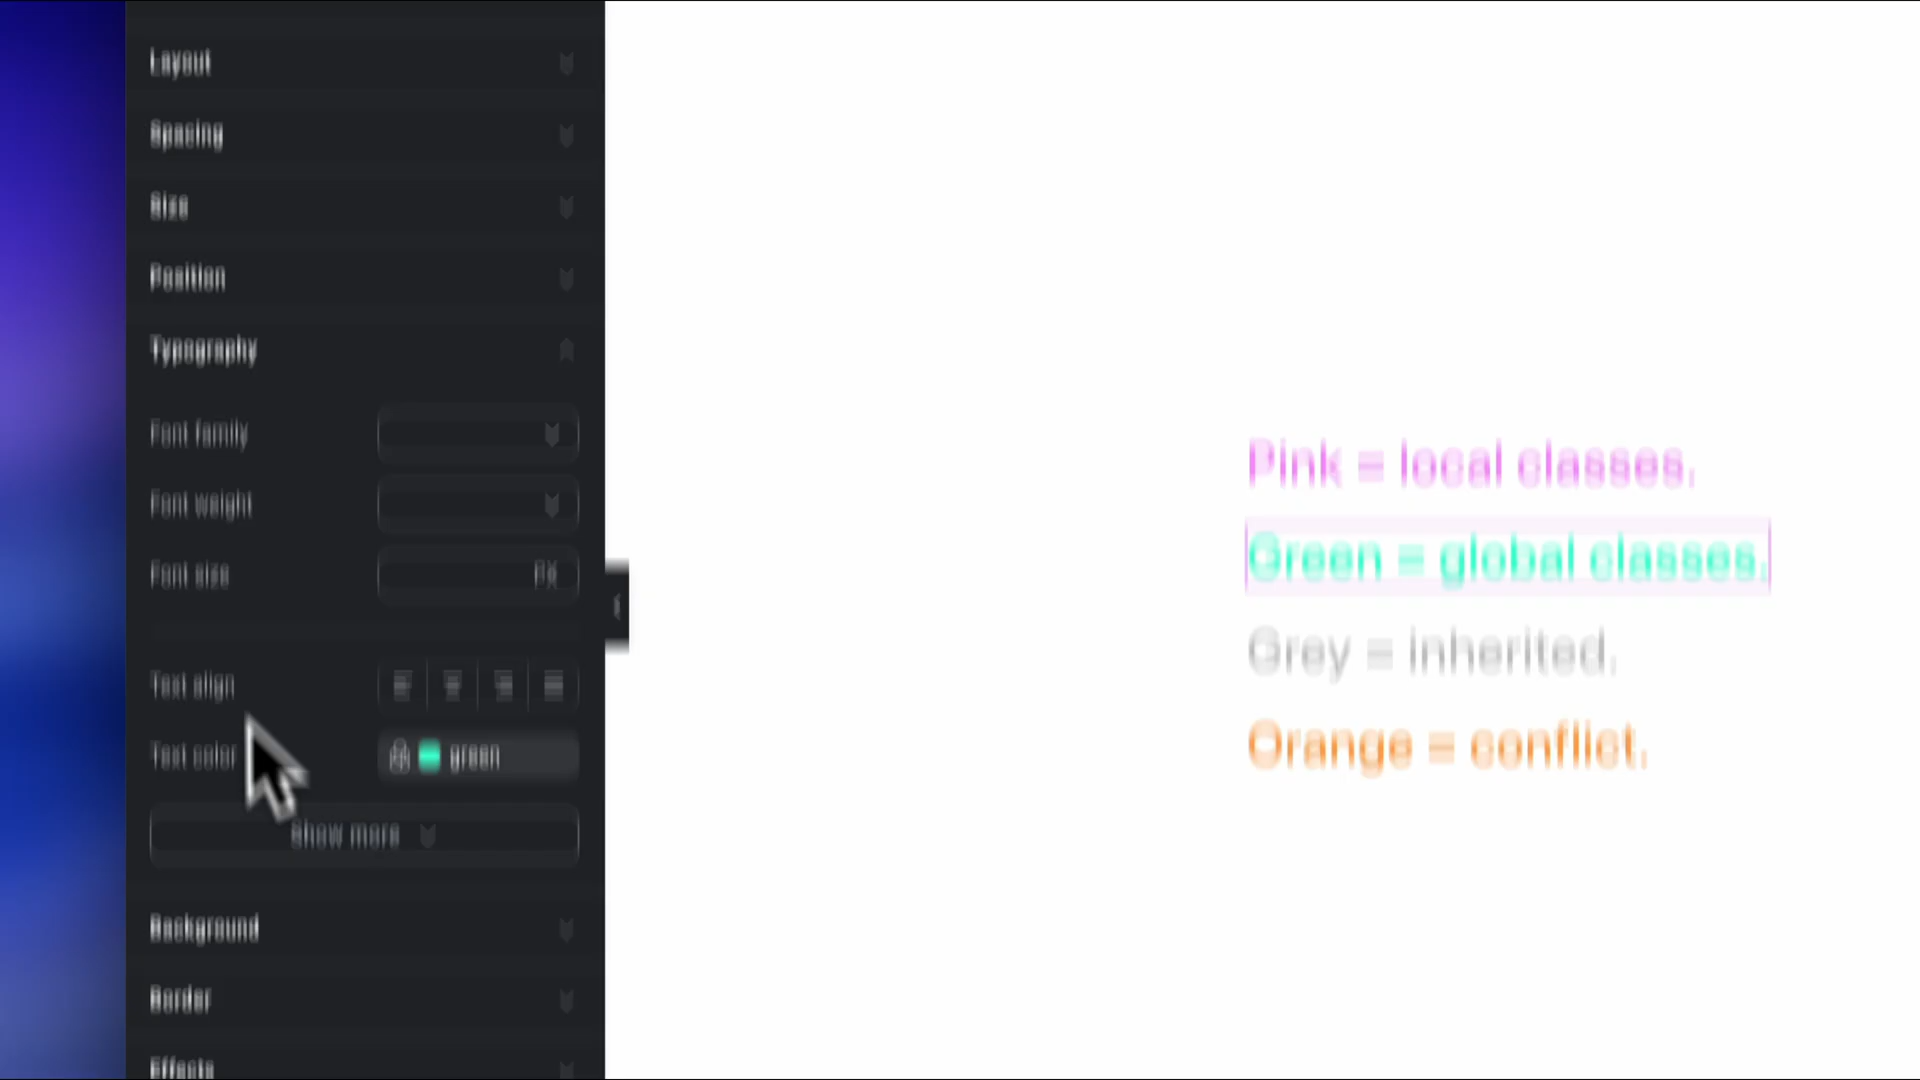 Layout
Spacing
Size
Position
Typography
Font family
Font weight
Font size
PX
Text align
Text color
green
Show more
Background
Border
Effects
Pink = local classes.
Green = global classes.
Grey = inherited.
Orange = conflict.